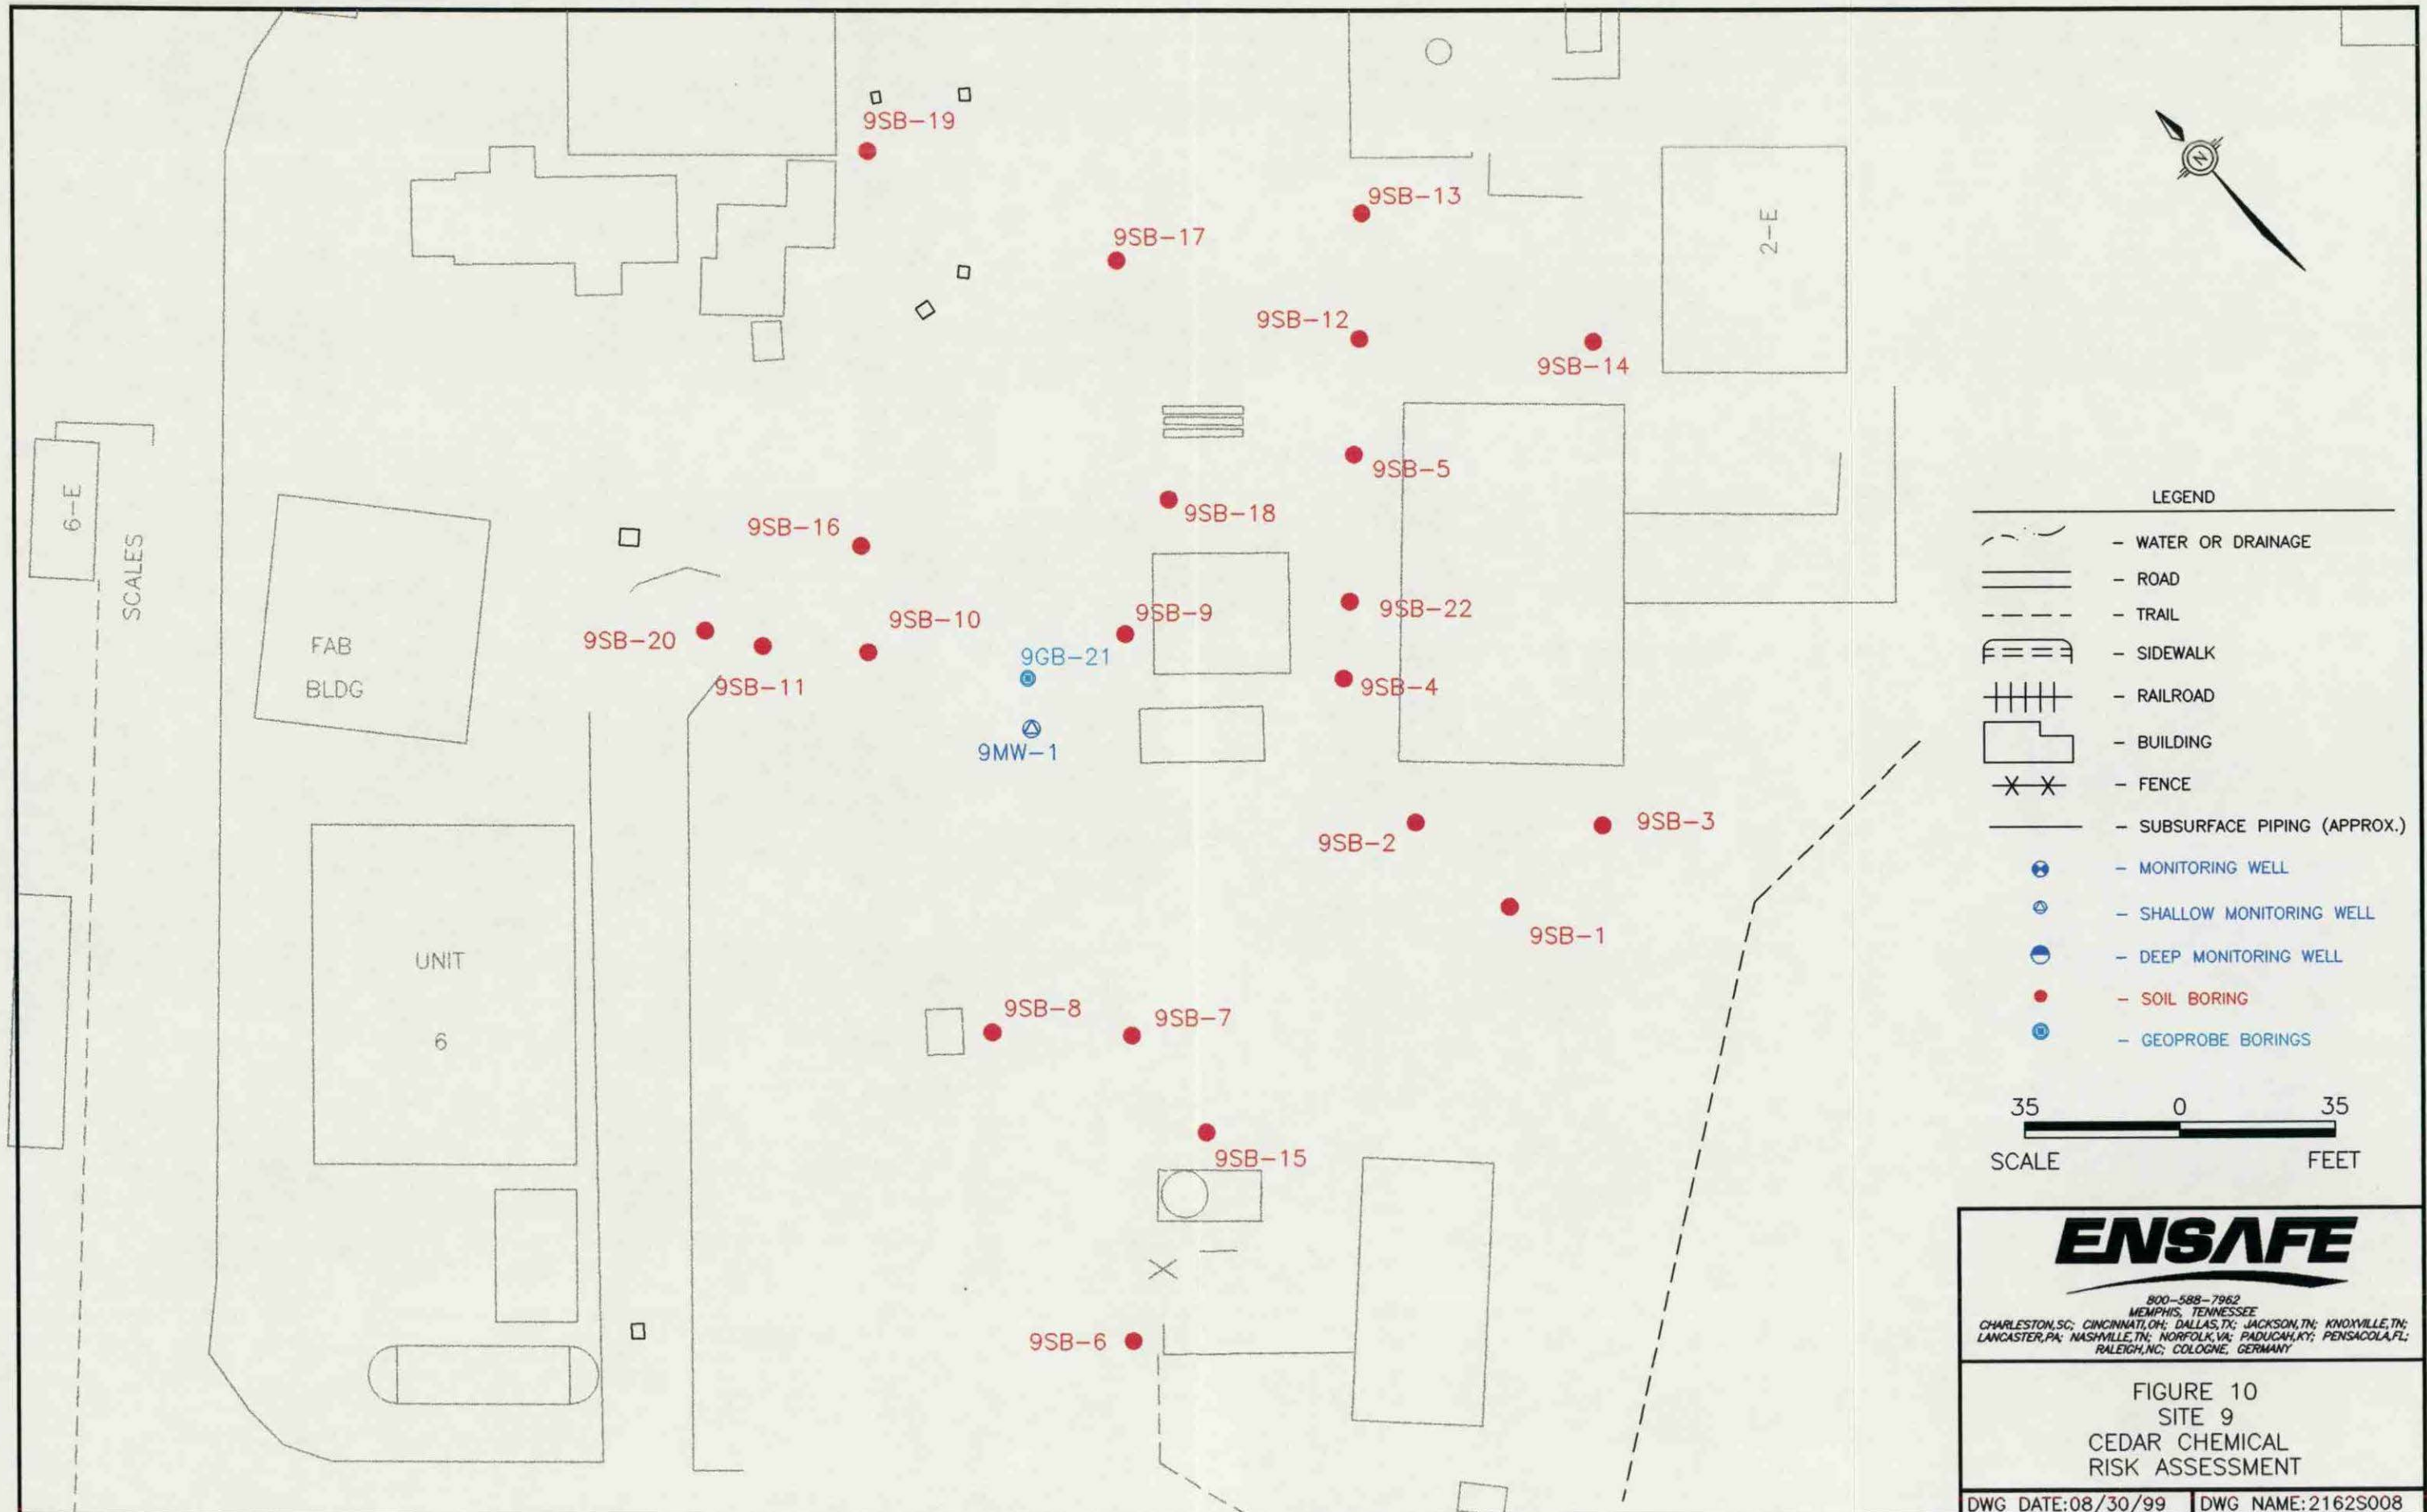 9SB-19
9SB-13
9SB-17
2-E
9SB-12
9SB-14
9SB-5
6-E
SCALES
9SB-18
9SB-16
9SB-22
9SB-9
9SB-10
9SB-20
FAB
BLDG
9GB-21
9SB-11
9SB-4
9MW-1
9SB-2
9SB-3
9SB-1
UNIT
6
9SB-8
9SB-7
9SB-15
9SB-6
N
LEGEND
- WATER OR DRAINAGE
- ROAD
- TRAIL
- SIDEWALK
- RAILROAD
- BUILDING
- FENCE
- SUBSURFACE PIPING (APPROX.)
- MONITORING WELL
- SHALLOW MONITORING WELL
- DEEP MONITORING WELL
- SOIL BORING
- GEOPROBE BORINGS
35 0 35
SCALE FEET
ENSAFE
800-588-7962
MEMPHIS, TENNESSEE
CHARLESTON,SC; CINCINNATI,OH; DALLAS,TX; JACKSON,TN; KNOXVILLE,TN;
LANCASTER,PA; NASHVILLE,TN; NORFOLK,VA; PADUCAH,KY; PENSACOLA,FL;
RALEIGH,NC; COLOGNE, GERMANY
FIGURE 10
SITE 9
CEDAR CHEMICAL
RISK ASSESSMENT
DWG DATE:08/30/99 DWG NAME:2162S008